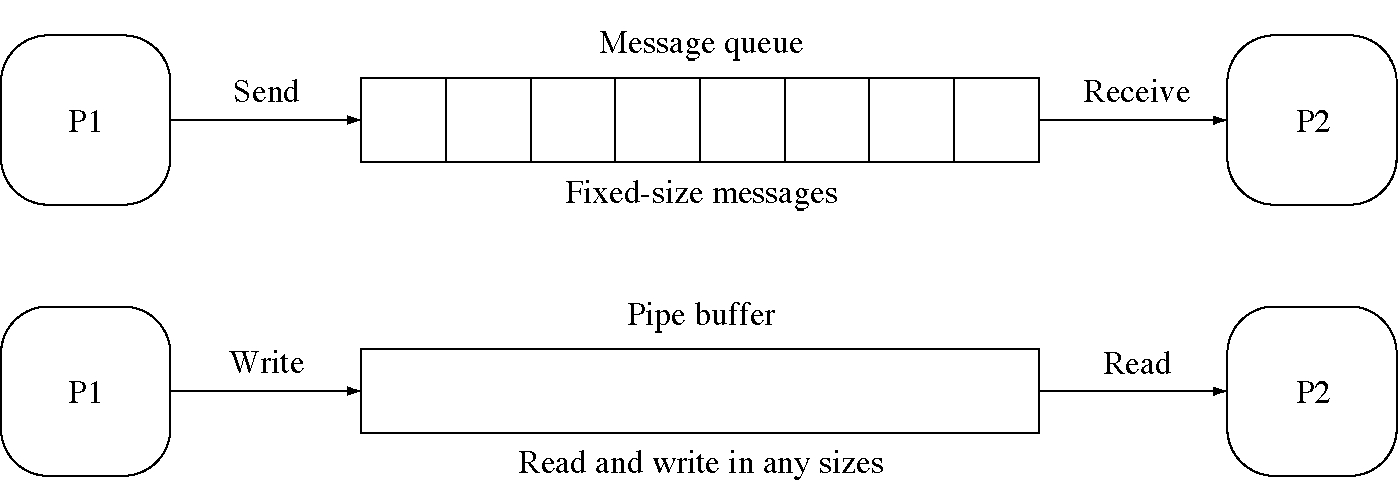 Message queue
P1
Send
Receive
P2
Fixed-size messages
Pipe buffer
P1
Write
Read
P2
Read and write in any sizes